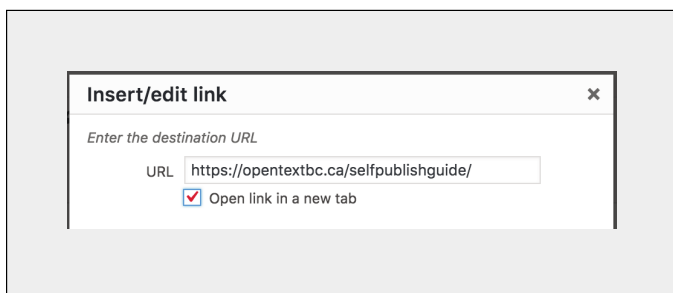 Insert/edit link ×
Enter the destination URL
URL https://opentextbc.ca/selfpublishguide/
Open link in a new tab